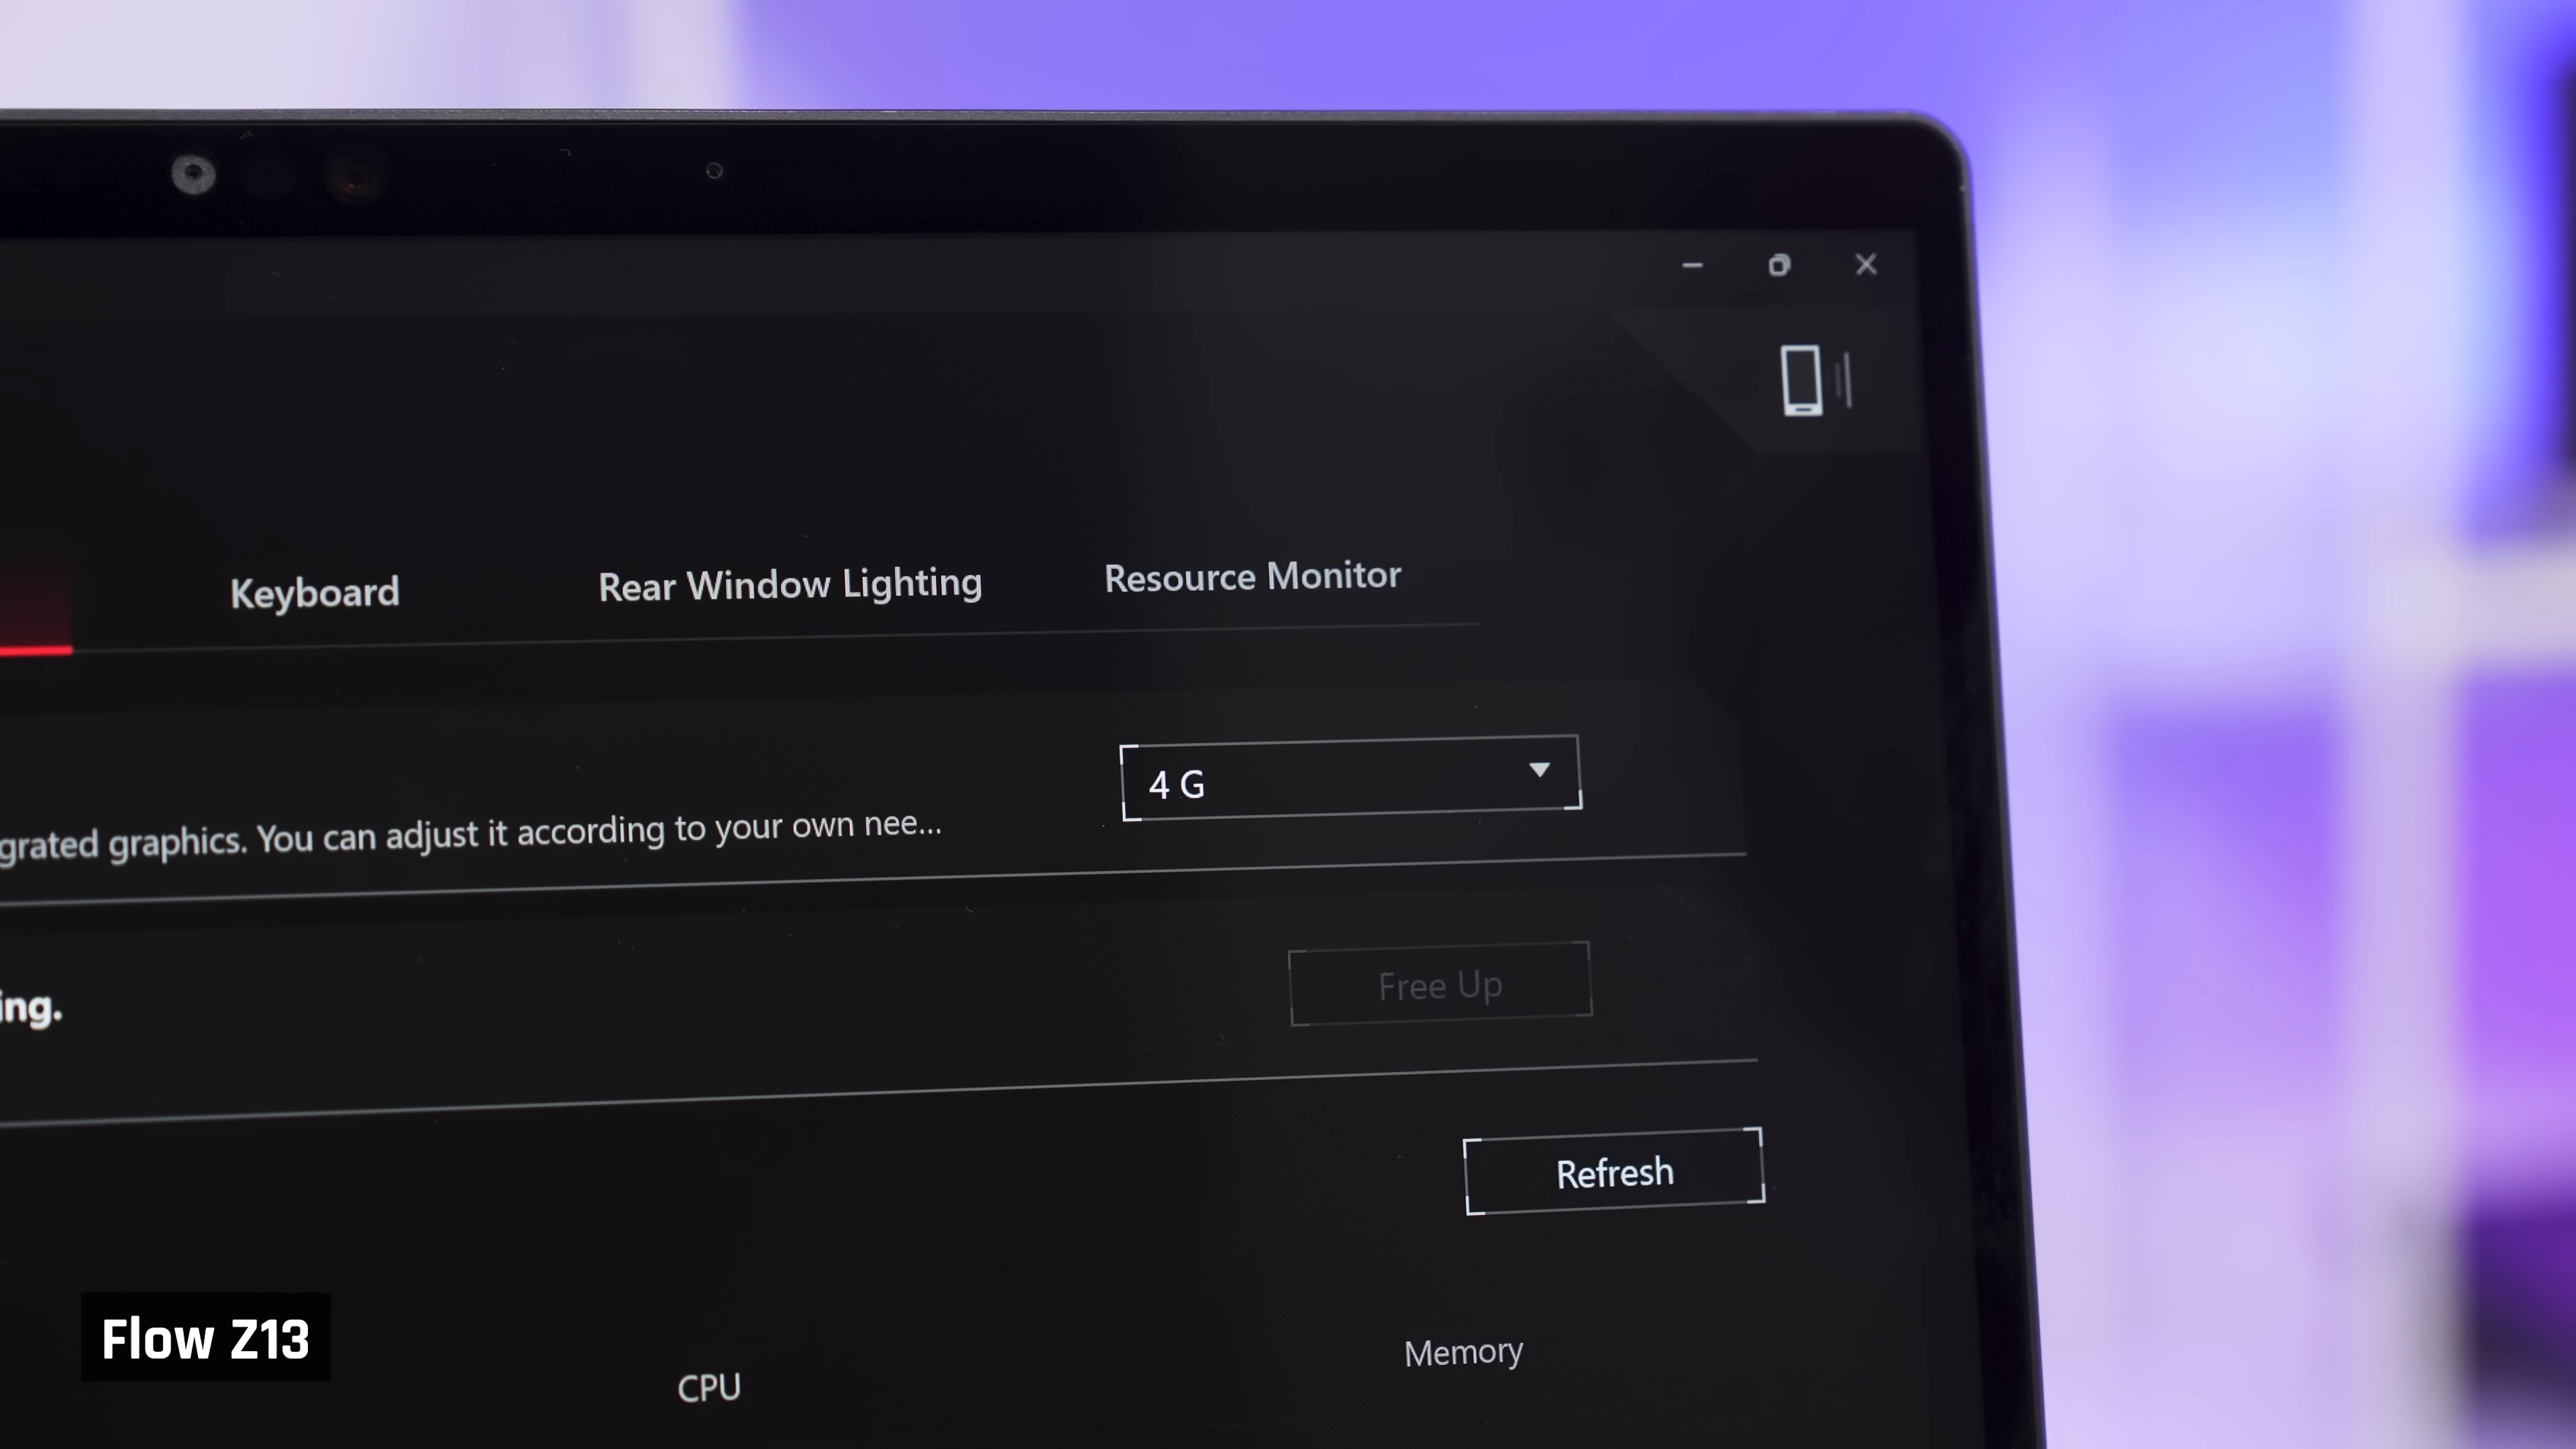 Keyboard Rear Window Lighting Resource Monitor
4 G
grated graphics. You can adjust it according to your own nee...
ing. Free Up
Refresh
Flow Z13
CPU Memory